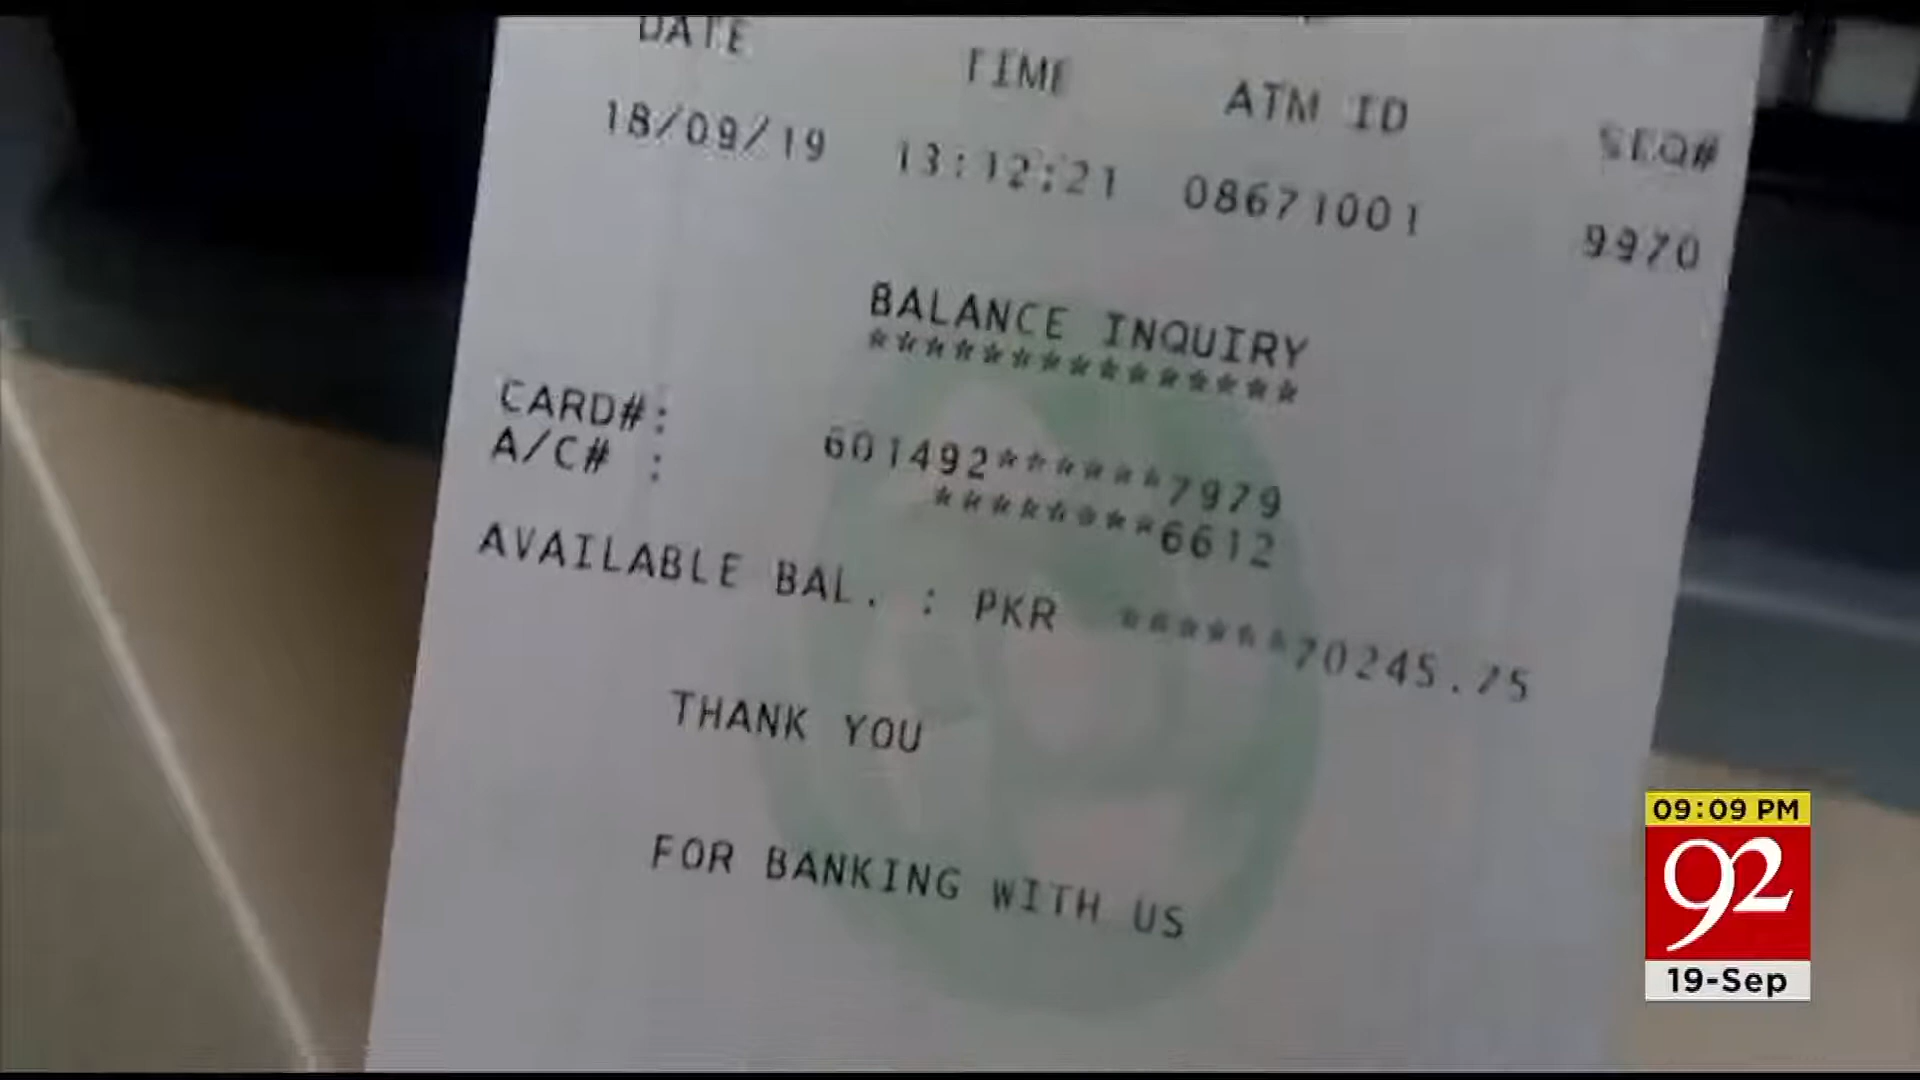 DATE TIME ATM ID SEQ#
18/09/19 13:12:21 08671001 9970
BALANCE INQUIRY
***************
CARD#: 601492******7979
A/C# : ********6612
AVAILABLE BAL. : PKR ******70245.75
THANK YOU
FOR BANKING WITH US
09:09 PM
92
19-Sep